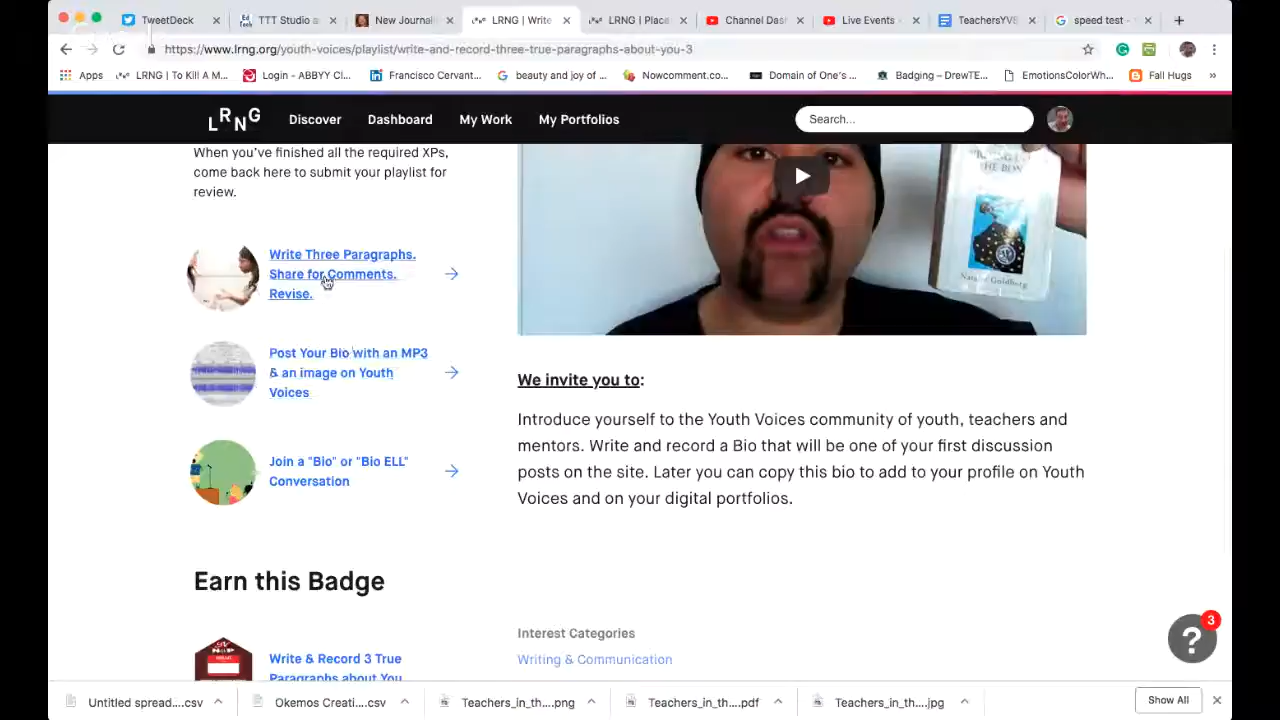 TweetDeck
TTT Studio a
New Journal
LRNG | Write
LRNG | Place
Channel Das
Live Events
TeachersYVS
speed test -
https://www.lrng.org/youth-voices/playlist/write-and-record-three-true-paragraphs-about-you-3
Apps
LRNG | To Kill A M...
Login – ABBYY Cl...
Francisco Cervant...
beauty and joy of ...
Nowcomment.co...
Domain of One's ...
Badging – DrewTE...
EmotionsColorWh...
Fall Hugs
»
LRNG
Discover
Dashboard
My Work
My Portfolios
Search...
When you've finished all the required XPs,
come back here to submit your playlist for
review.
Write Three Paragraphs.
Share for Comments.
Revise.
Post Your Bio with an MP3
& an image on Youth
Voices
Join a "Bio" or "Bio ELL"
Conversation
THE BONES
Natalie Goldberg
We invite you to:
Introduce yourself to the Youth Voices community of youth, teachers and
mentors. Write and record a Bio that will be one of your first discussion
posts on the site. Later you can copy this bio to add to your profile on Youth
Voices and on your digital portfolios.
Earn this Badge
Write & Record 3 True
Paragraphs about You
Interest Categories
Writing & Communication
3
?
Untitled spread....csv
Okemos Creati....csv
Teachers_in_th....png
Teachers_in_th....pdf
Teachers_in_th....jpg
Show All